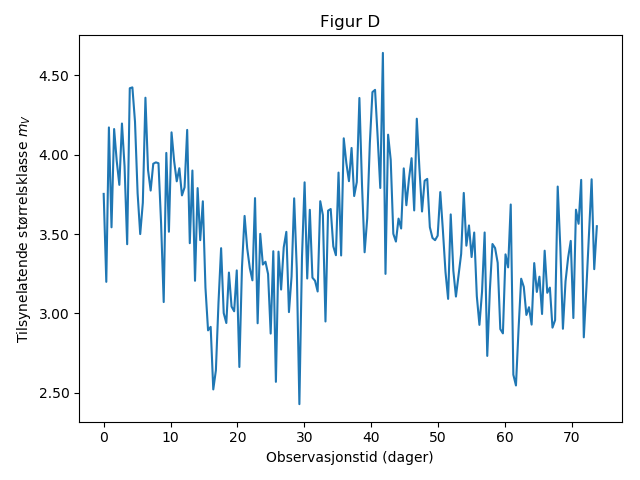 Figur D
Tilsynelatende størrelsklasse m_V
4.50
4.00
3.50
3.00
2.50
0 10 20 30 40 50 60 70
Observasjonstid (dager)